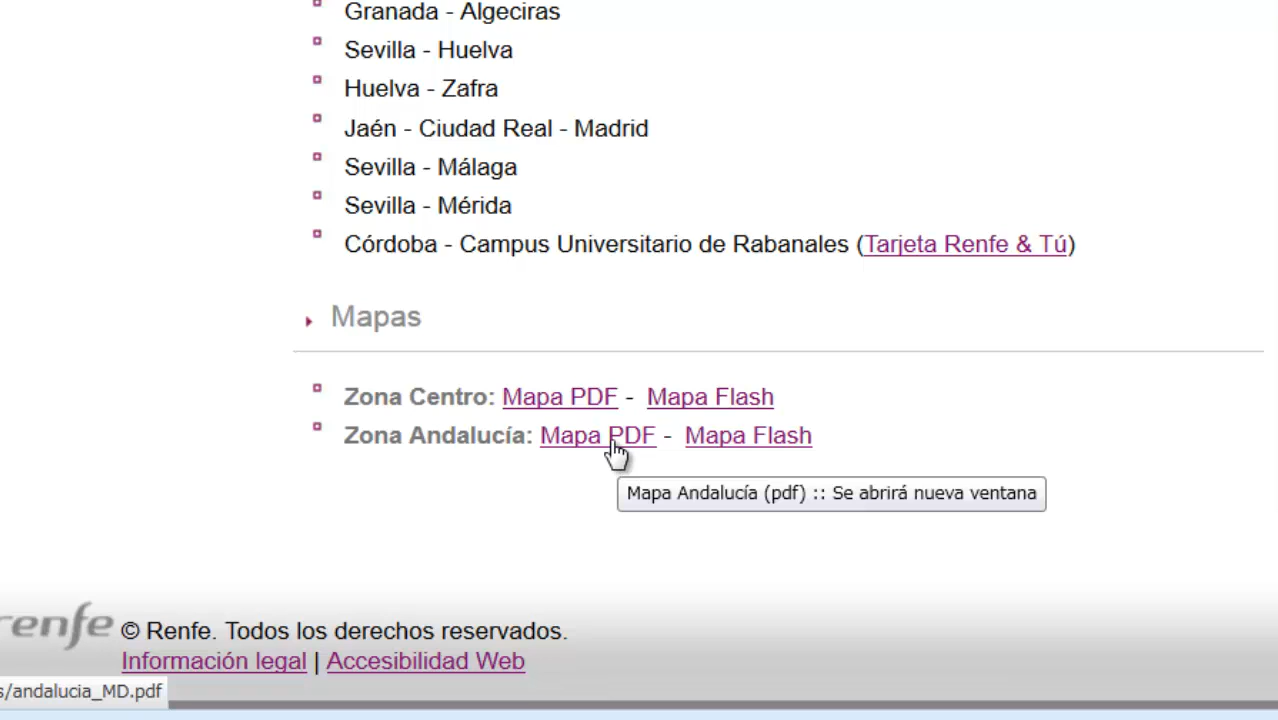 Granada - Algeciras
Sevilla - Huelva
Huelva - Zafra
Jaén - Ciudad Real - Madrid
Sevilla - Málaga
Sevilla - Mérida
Córdoba - Campus Universitario de Rabanales (Tarjeta Renfe & Tú)
Mapas
Zona Centro: Mapa PDF - Mapa Flash
Zona Andalucía: Mapa PDF - Mapa Flash
Mapa Andalucía (pdf) :: Se abrirá nueva ventana
renfe © Renfe. Todos los derechos reservados.
Información legal | Accesibilidad Web
s/andalucia_MD.pdf